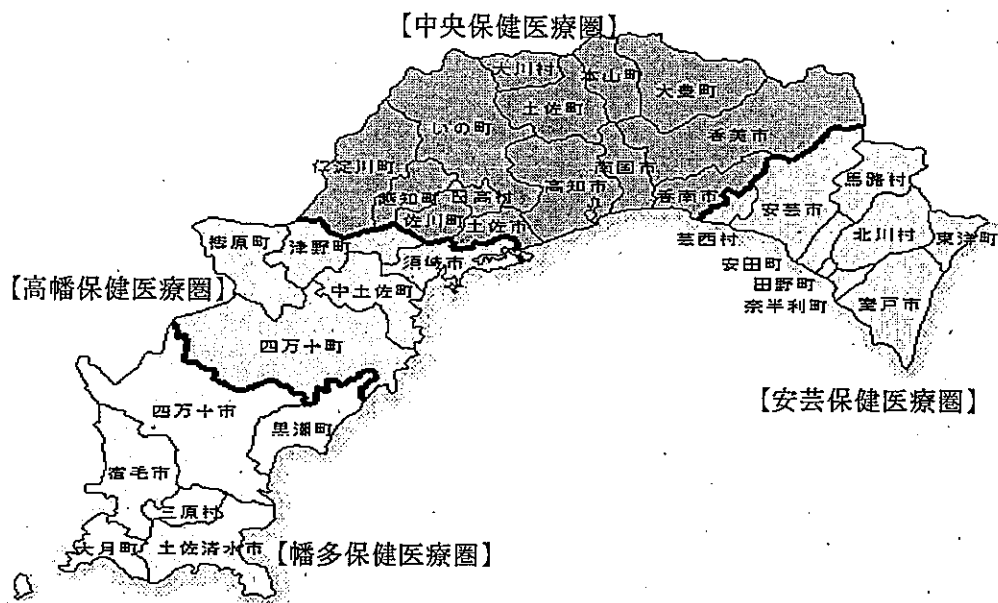 【中央保健医療圏】
大川村
本山町
大豊町
土佐町
いの町
香美市
仁淀川町
南国市
高知市
越知町
日高村
香南市
佐川町
土佐市
馬路村
安芸市
梼原町
津野町
北川村
東洋町
芸西村
須崎市
安田町
【高幡保健医療圏】
中土佐町
田野町
奈半利町
室戸市
四万十町
【安芸保健医療圏】
四万十市
黒潮町
宿毛市
三原村
大月町
土佐清水市
【幡多保健医療圏】